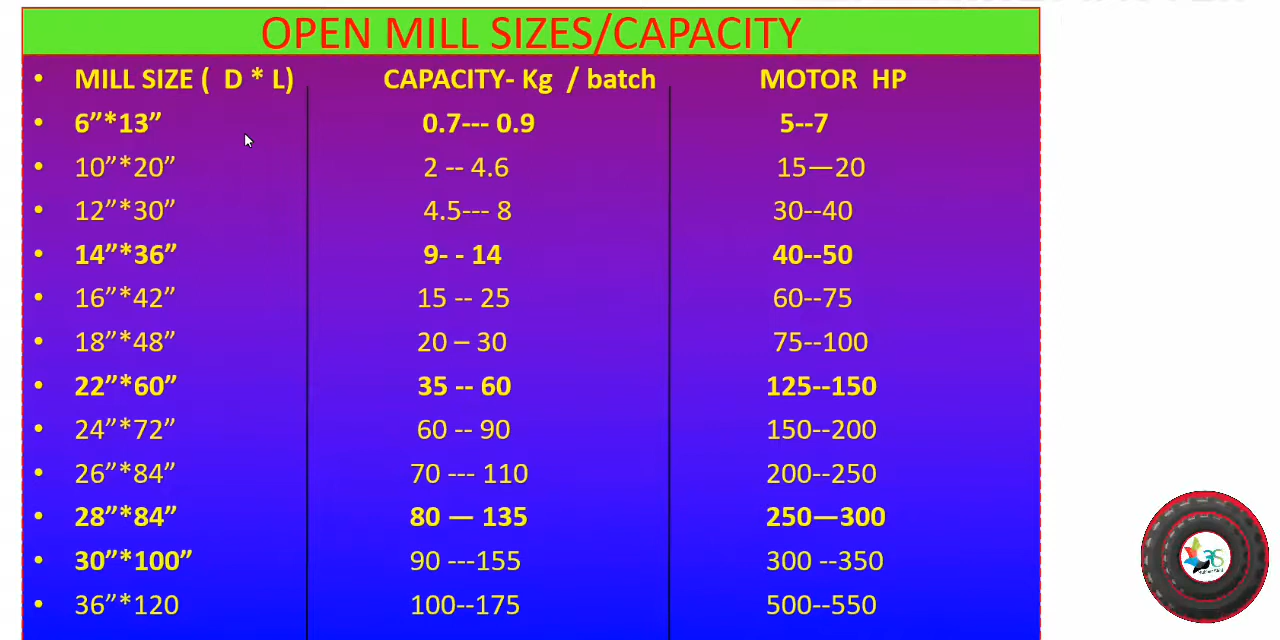 OPEN MILL SIZES/CAPACITY
• MILL SIZE ( D * L) CAPACITY- Kg / batch MOTOR HP
• 6”*13” 0.7--- 0.9 5--7
• 10”*20” 2 -- 4.6 15—20
• 12”*30” 4.5--- 8 30--40
• 14”*36” 9- - 14 40--50
• 16”*42” 15 -- 25 60--75
• 18”*48” 20 – 30 75--100
• 22”*60” 35 -- 60 125--150
• 24”*72” 60 -- 90 150--200
• 26”*84” 70 --- 110 200--250
• 28”*84” 80 — 135 250—300
• 30”*100” 90 ---155 300 --350
• 36”*120 100--175 500--550
36